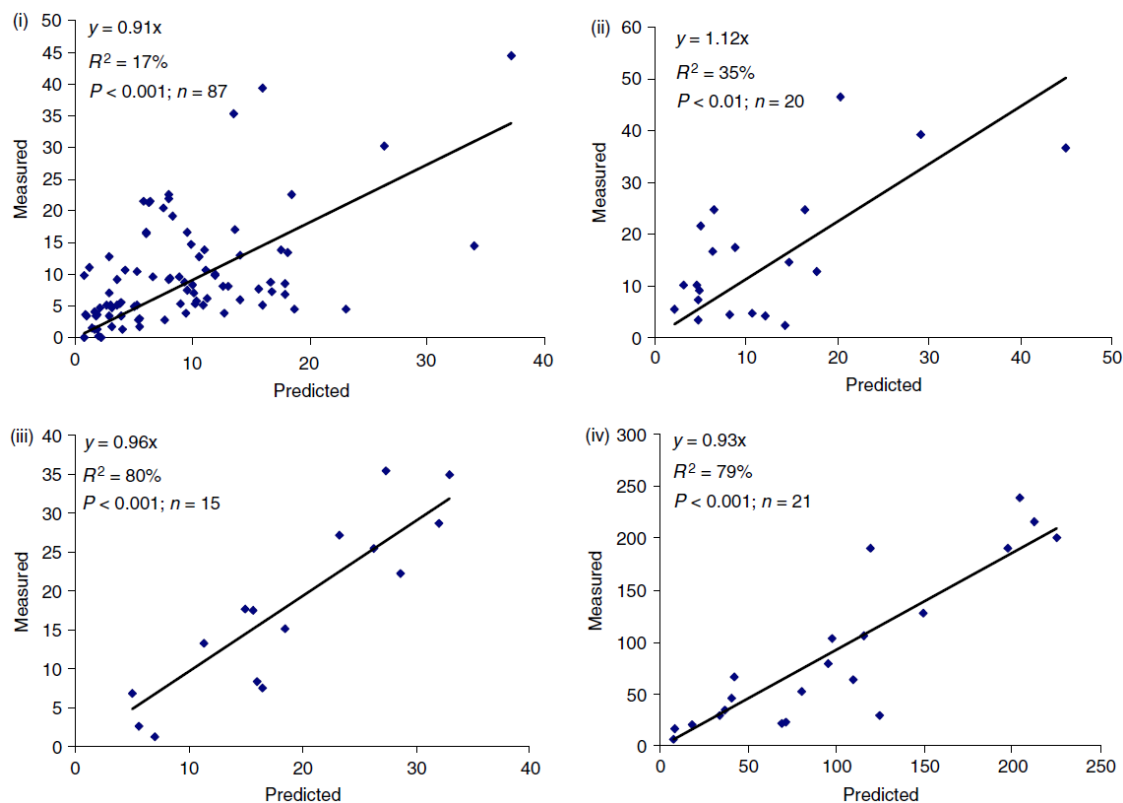 (i)
y = 0.91x
R² = 17%
P < 0.001; n = 87
Measured
50
45
40
35
30
25
20
15
10
5
0
0 10 20 30 40
Predicted
(ii)
y = 1.12x
R² = 35%
P < 0.01; n = 20
Measured
60
50
40
30
20
10
0
0 10 20 30 40 50
Predicted
(iii)
y = 0.96x
R² = 80%
P < 0.001; n = 15
Measured
40
35
30
25
20
15
10
5
0
0 10 20 30 40
Predicted
(iv)
y = 0.93x
R² = 79%
P < 0.001; n = 21
Measured
300
250
200
150
100
50
0
0 50 100 150 200 250
Predicted